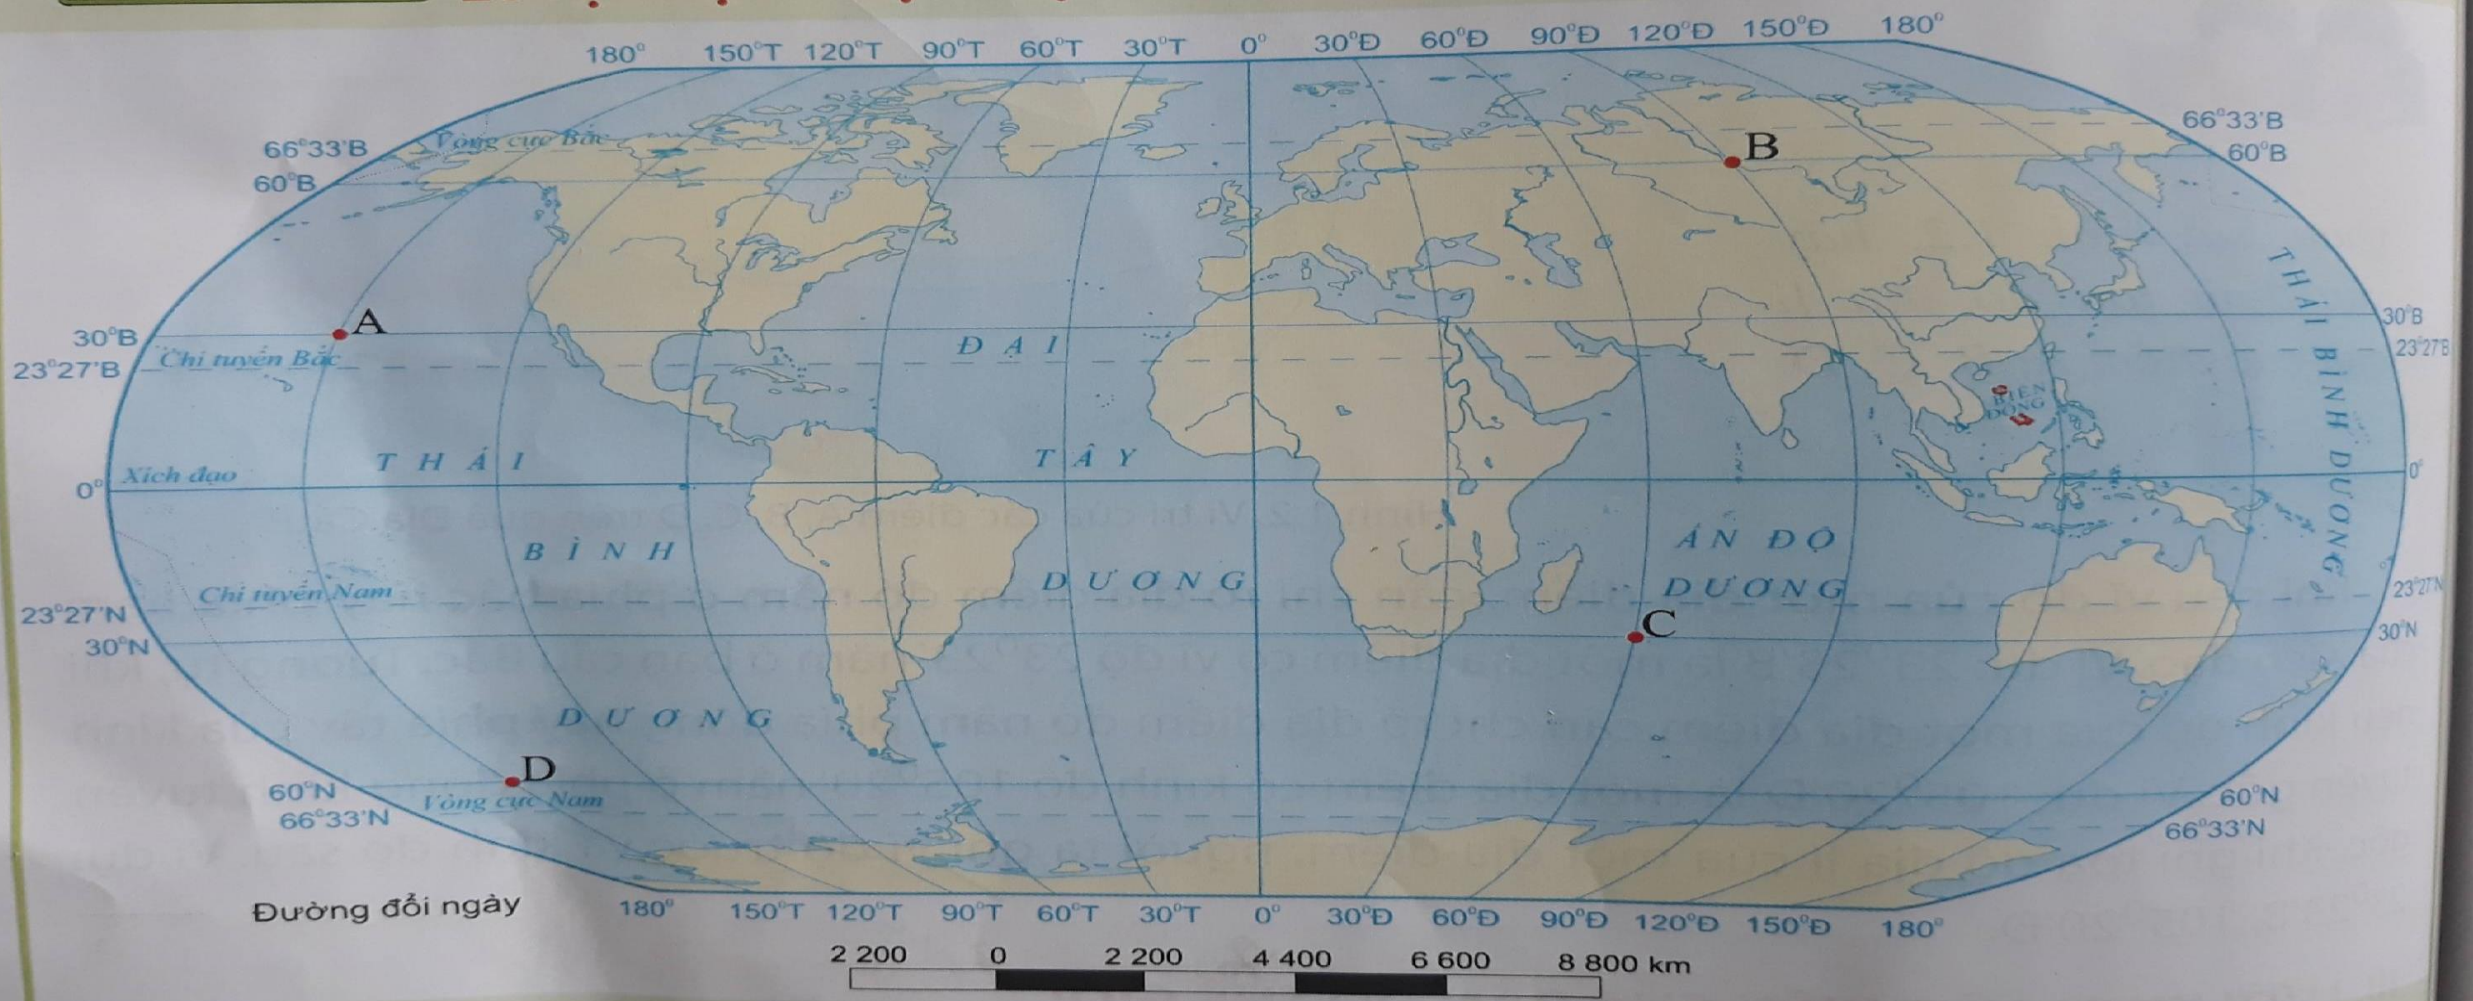 180° 150°T 120°T 90°T 60°T 30°T 0° 30°Đ 60°Đ 90°Đ 120°Đ 150°Đ 180°
66°33'B Vòng cực Bắc 66°33'B
60°B 60°B
B
A
30°B 30°B
23°27'B Chí tuyến Bắc 23°27'B
ĐẠI
BIỂN
ĐÔNG
THÁI BÌNH DƯƠNG
THÁI
TÂY
0° Xích đạo 0°
BÌNH
ẤN ĐỘ
DƯƠNG
DƯƠNG
Chí tuyến Nam
23°27'N 23°27'N
C
30°N 30°N
DƯƠNG
D
60°N 60°N
Vòng cực Nam
66°33'N 66°33'N
Đường đổi ngày
180° 150°T 120°T 90°T 60°T 30°T 0° 30°Đ 60°Đ 90°Đ 120°Đ 150°Đ 180°
2 200 0 2 200 4 400 6 600 8 800 km